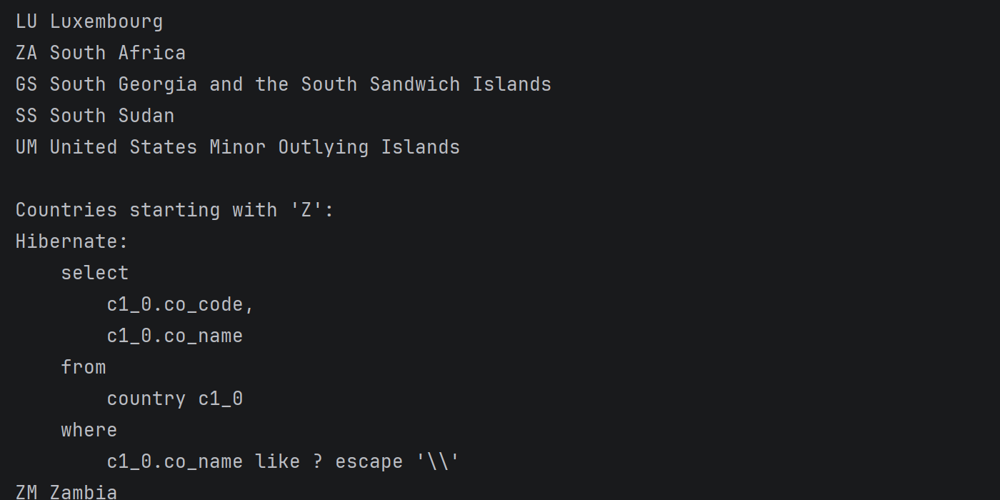 LU Luxembourg
ZA South Africa
GS South Georgia and the South Sandwich Islands
SS South Sudan
UM United States Minor Outlying Islands
Countries starting with 'Z':
Hibernate:
    select
        c1_0.co_code,
        c1_0.co_name
    from
        country c1_0
    where
        c1_0.co_name like ? escape '\\'
ZM Zambia